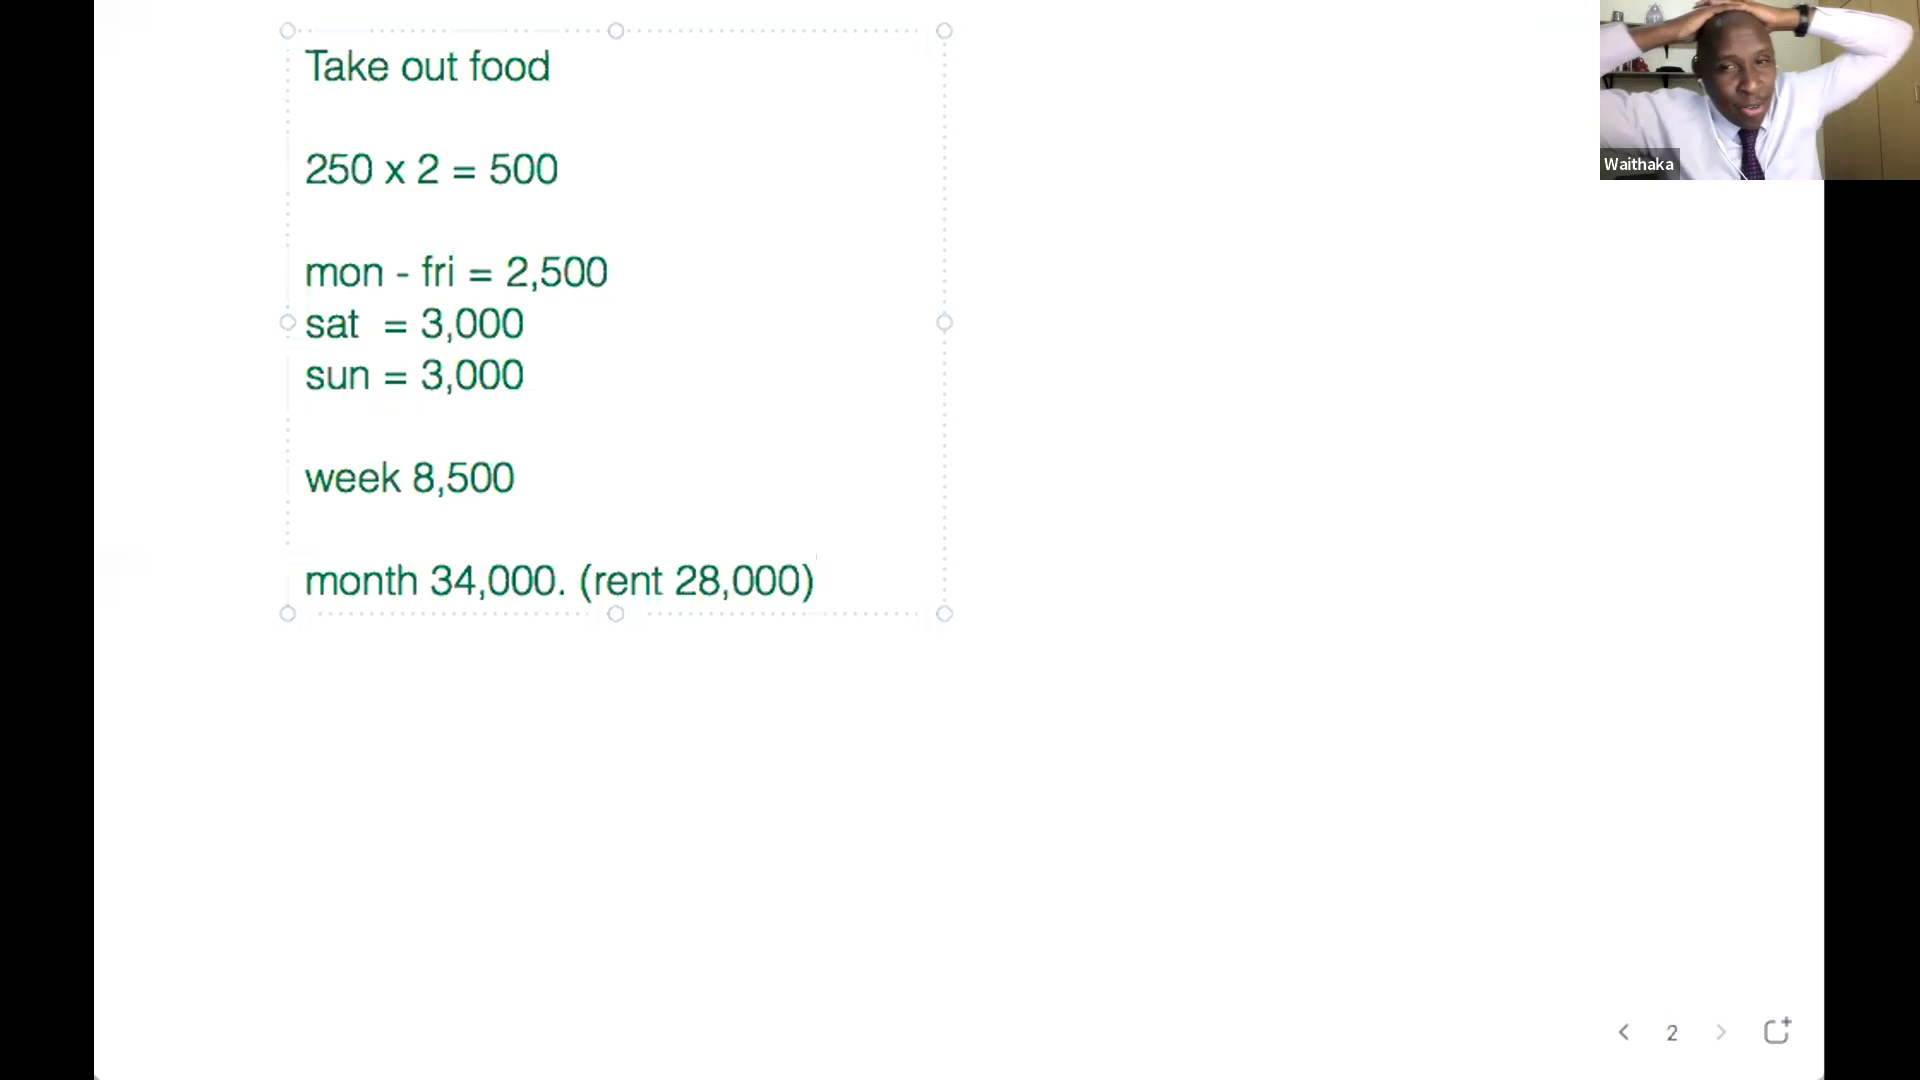 Take out food
250 x 2 = 500
mon - fri = 2,500
sat = 3,000
sun = 3,000
week 8,500
month 34,000. (rent 28,000)
Waithaka
2